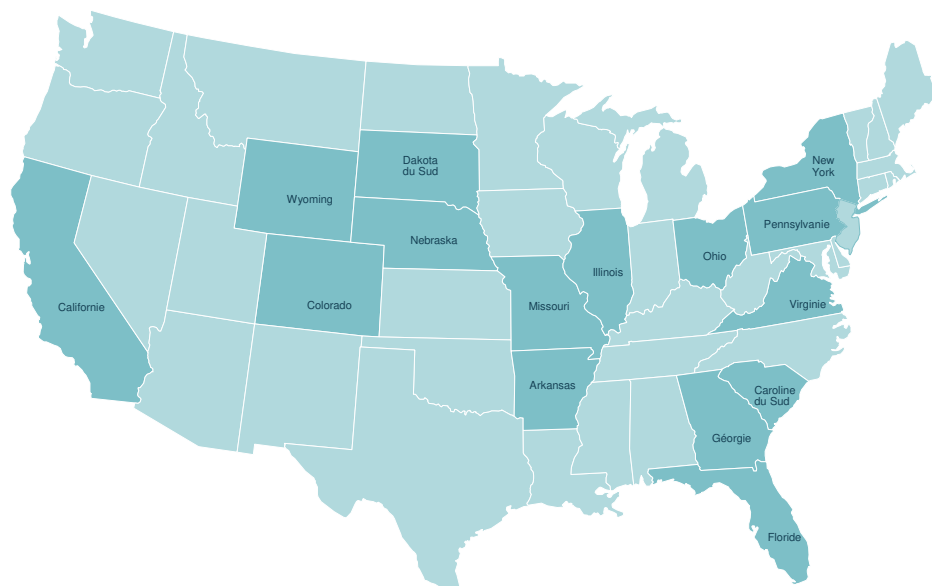 Dakota
du Sud
New
York
Wyoming
Pennsylvanie
Nebraska
Ohio
Illinois
Californie
Colorado
Missouri
Virginie
Arkansas
Caroline
du Sud
Géorgie
Floride